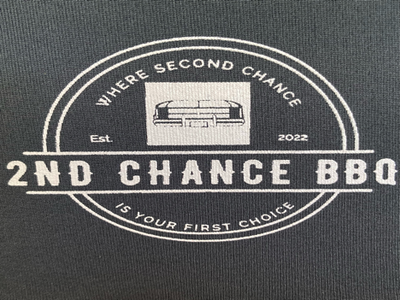 WHERE SECOND CHANCE
Est. 2022
2ND CHANCE BBQ
IS YOUR FIRST CHOICE